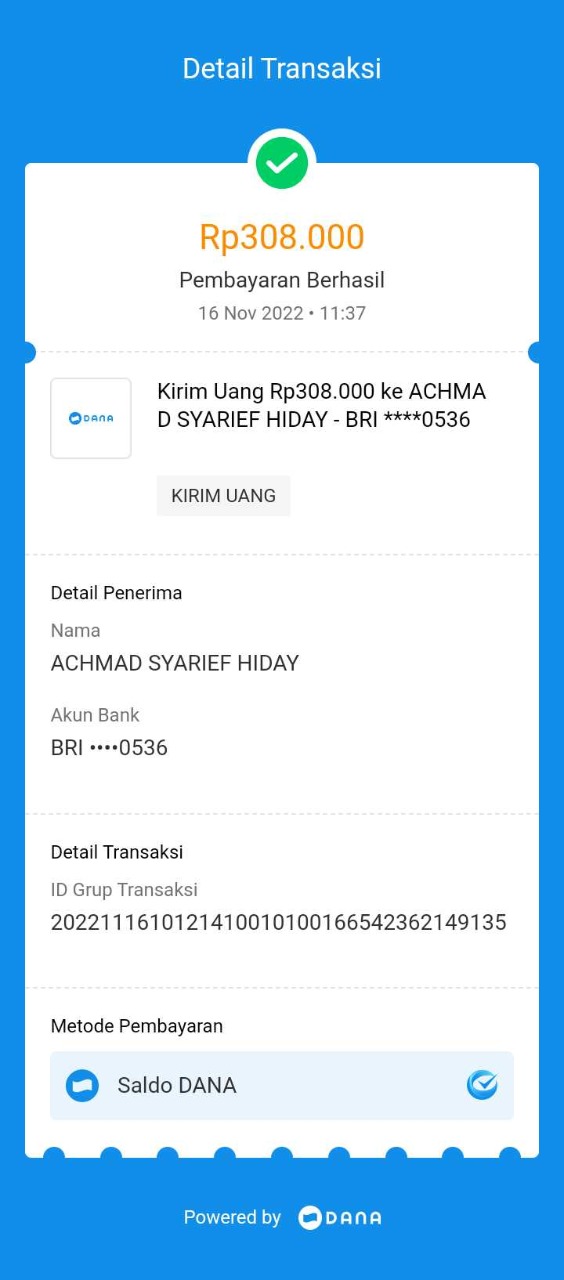 Detail Transaksi
Rp308.000
Pembayaran Berhasil
16 Nov 2022 • 11:37
DANA
Kirim Uang Rp308.000 ke ACHMA
D SYARIEF HIDAY - BRI ****0536
KIRIM UANG
Detail Penerima
Nama
ACHMAD SYARIEF HIDAY
Akun Bank
BRI ••••0536
Detail Transaksi
ID Grup Transaksi
2022111610121410010100166542362149135
Metode Pembayaran
Saldo DANA
Powered by DANA